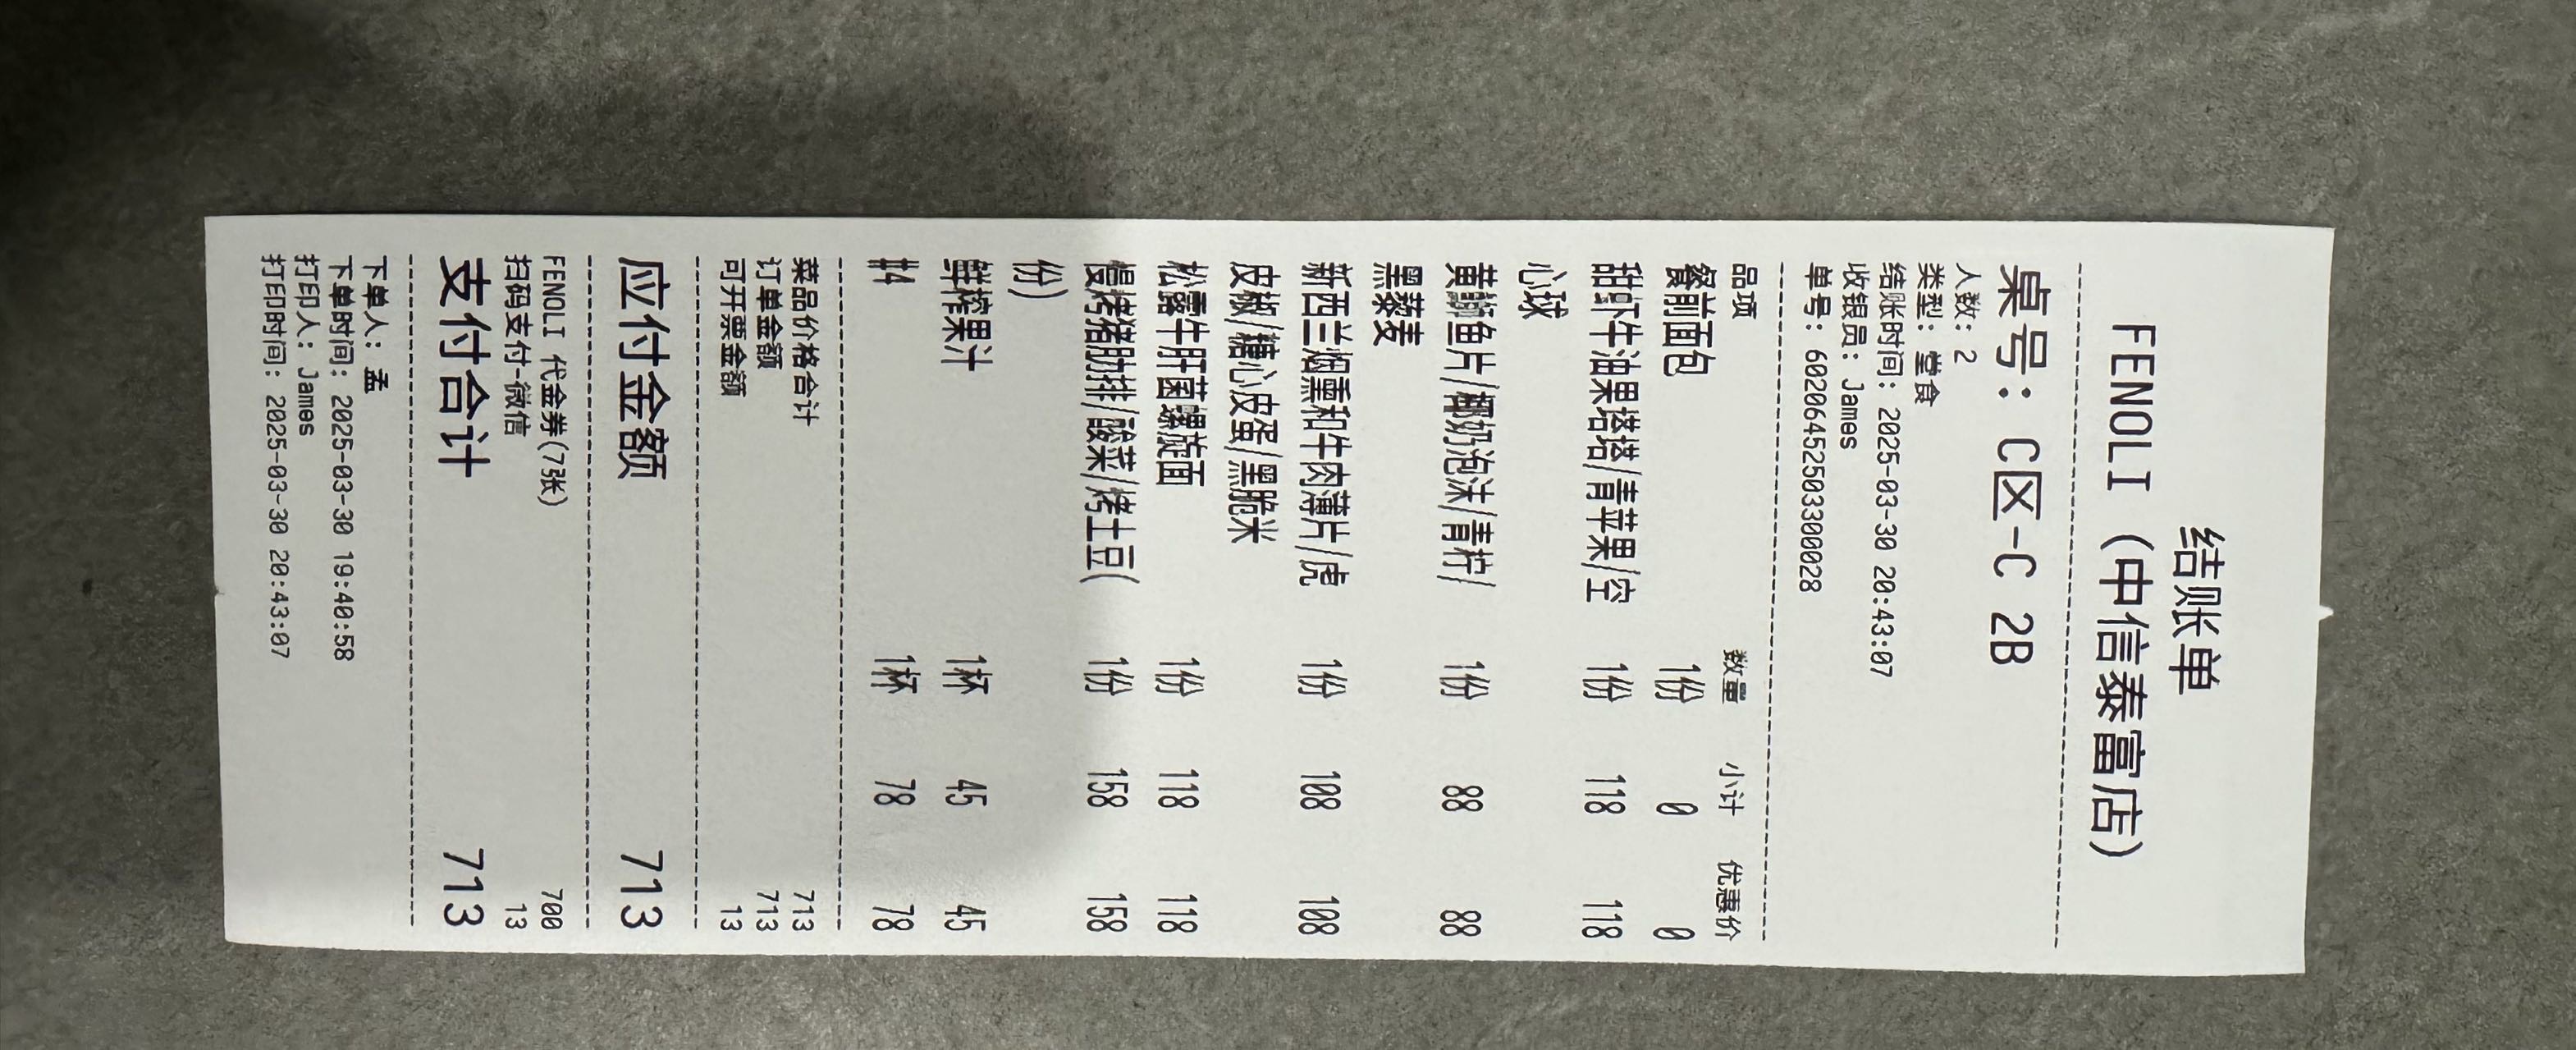 结账单
FENOLI (中信泰富店)
桌号: C区-C 2B
人数: 2
类型: 堂食
结账时间: 2025-03-30 20:43:07
收银员: James
单号: 602064525033000028
品项 数量 小计 优惠价
餐前面包 1份 0 0
甜虾牛油果塔塔/青苹果/空 1份 118 118
心球
黄鰤鱼片/椰奶泡沫/青柠/ 1份 88 88
黑藜麦
新西兰烟熏和牛肉薄片/虎 1份 108 108
皮椒/糖心皮蛋/黑脆米
松露牛肝菌螺旋面 1份 118 118
慢烤猪肋排/酸菜/烤土豆( 1份 158 158
份)
鲜榨果汁 1杯 45 45
#4 1杯 78 78
菜品价格合计 713
订单金额 713
可开票金额 13
应付金额 713
FENOLI 代金券(7张) 700
扫码支付-微信 13
支付合计 713
下单人: 孟
下单时间: 2025-03-30 19:40:58
打印人: James
打印时间: 2025-03-30 20:43:07